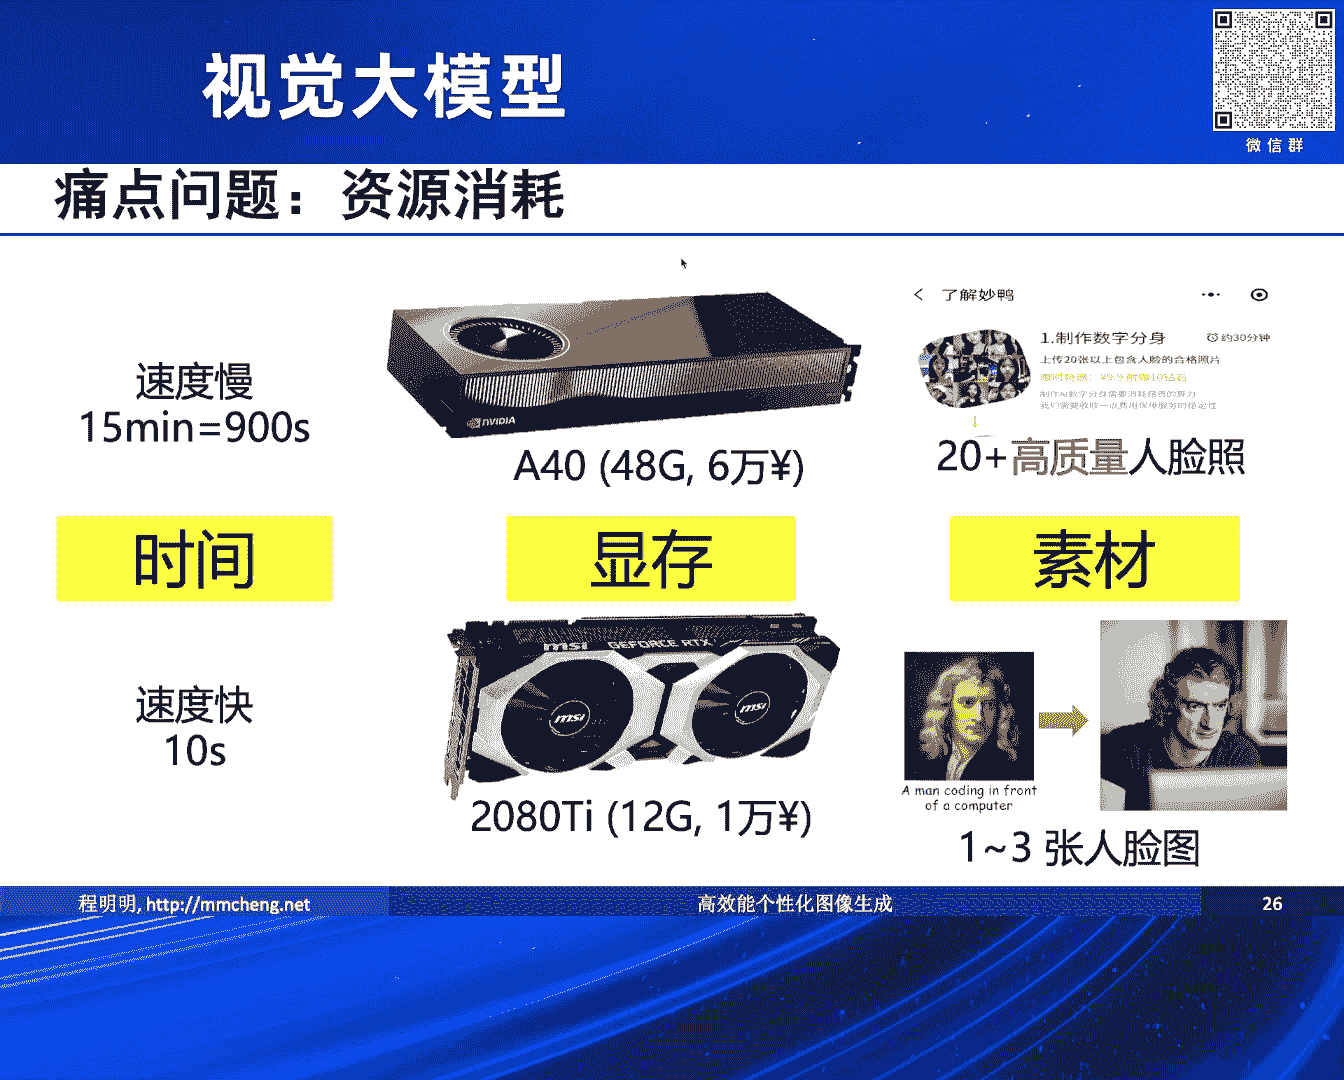 视觉大模型
微信群
痛点问题：资源消耗
速度慢
15min=900s
NVIDIA
A40 (48G, 6万¥)
了解妙鸭
1.制作数字分身
约30分钟
上传20张以上包含人脸的合格照片
20+高质量人脸照
时间
显存
素材
速度快
10s
msi GEFORCE RTX
msi
msi
2080Ti (12G, 1万¥)
A man coding in front
of a computer
1~3 张人脸图
程明明, http://mmcheng.net
高效能个性化图像生成
26